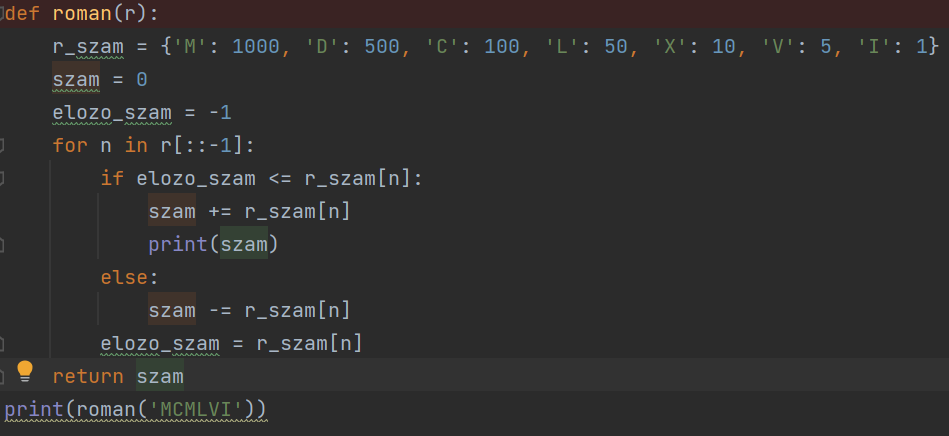 def roman(r):
    r_szam = {'M': 1000, 'D': 500, 'C': 100, 'L': 50, 'X': 10, 'V': 5, 'I': 1}
    szam = 0
    elozo_szam = -1
    for n in r[::-1]:
        if elozo_szam <= r_szam[n]:
            szam += r_szam[n]
            print(szam)
        else:
            szam -= r_szam[n]
        elozo_szam = r_szam[n]
    return szam
print(roman('MCMLVI'))